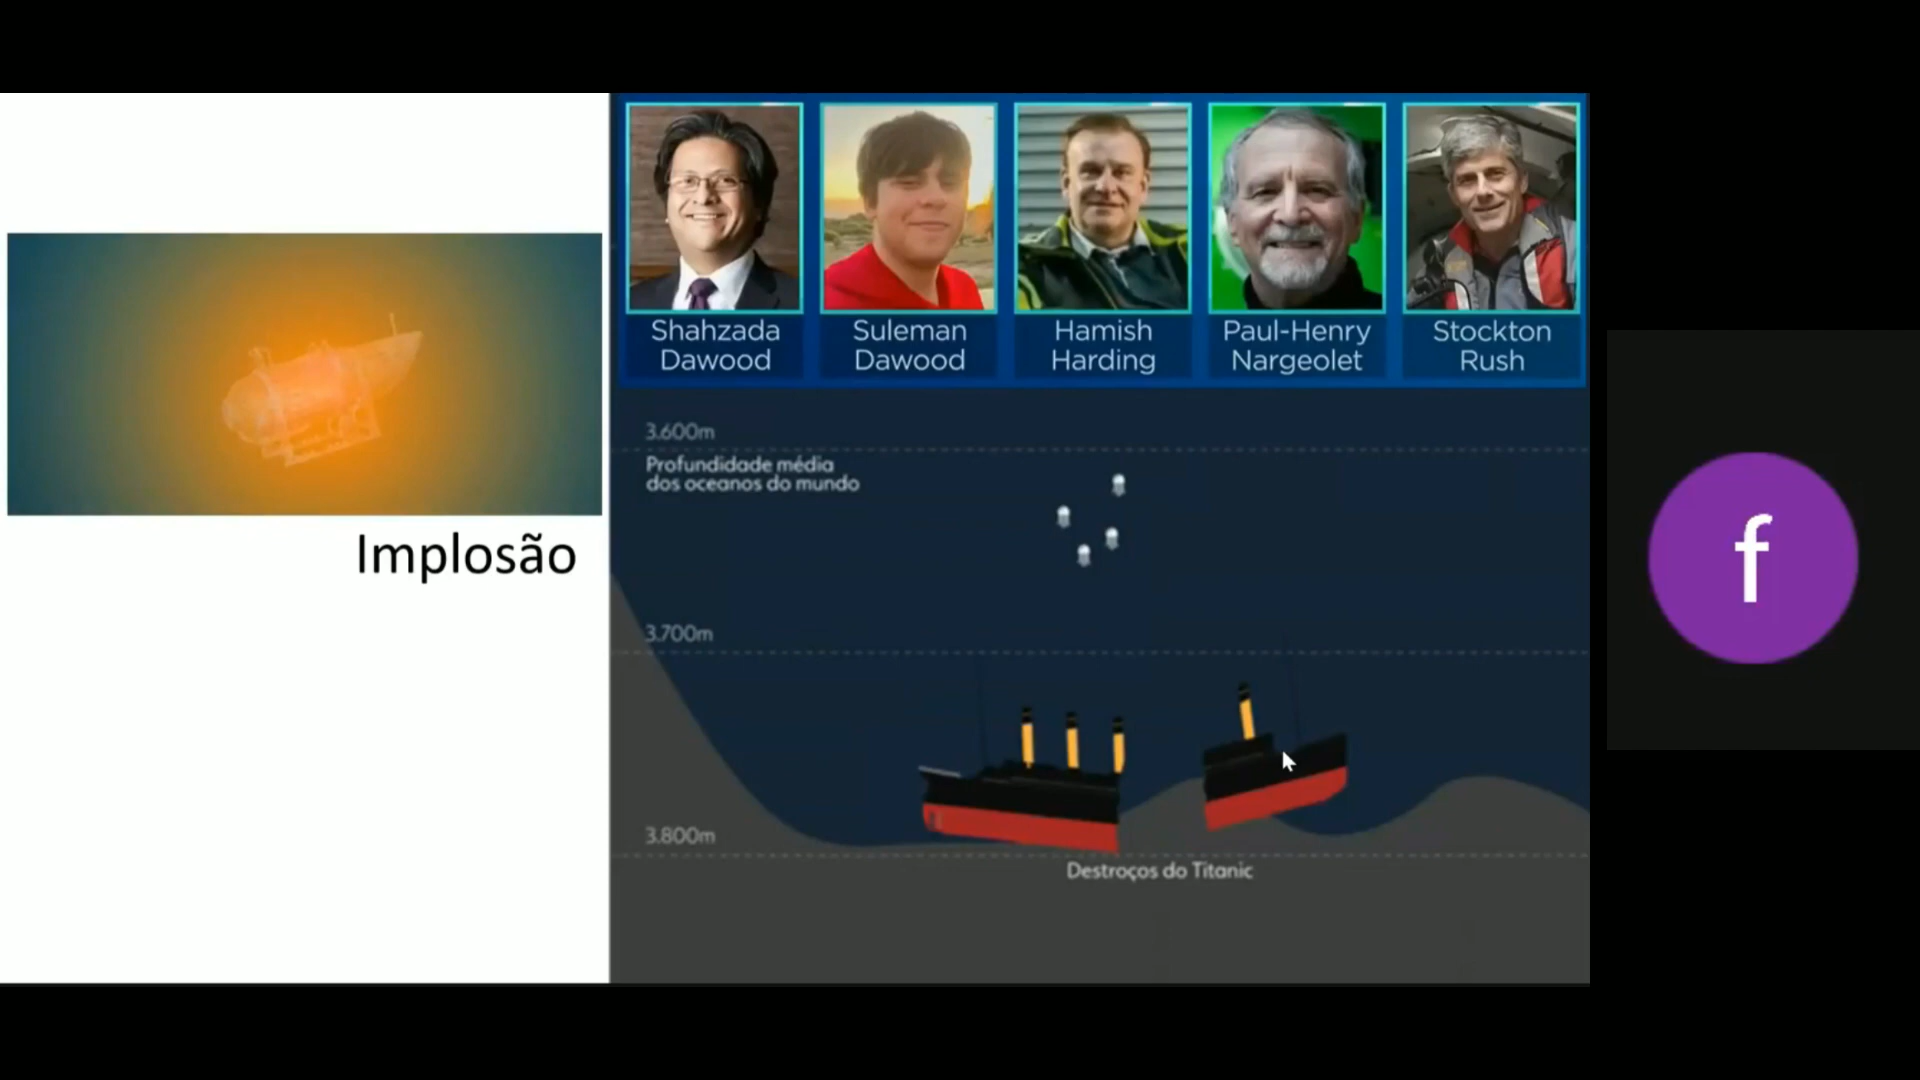 Shahzada
Dawood
Suleman
Dawood
Hamish
Harding
Paul-Henry
Nargeolet
Stockton
Rush
Implosão
3.600m
Profundidade média
dos oceanos do mundo
3.700m
3.800m
Destroços do Titanic
f